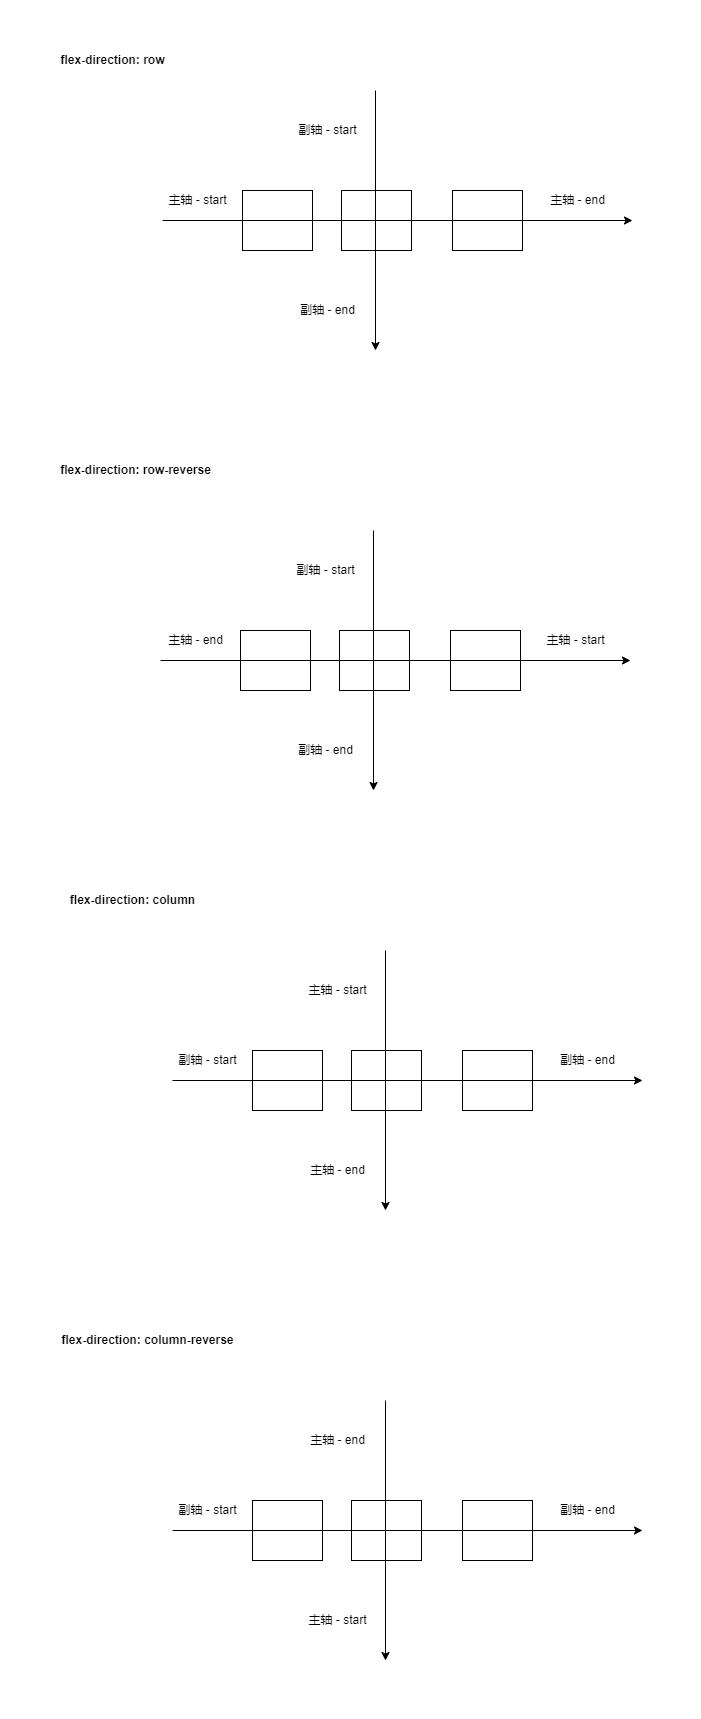 flex-direction: row
副轴 - start
主轴 - start
主轴 - end
副轴 - end
flex-direction: row-reverse
副轴 - start
主轴 - end
主轴 - start
副轴 - end
flex-direction: column
主轴 - start
副轴 - start
副轴 - end
主轴 - end
flex-direction: column-reverse
主轴 - end
副轴 - start
副轴 - end
主轴 - start